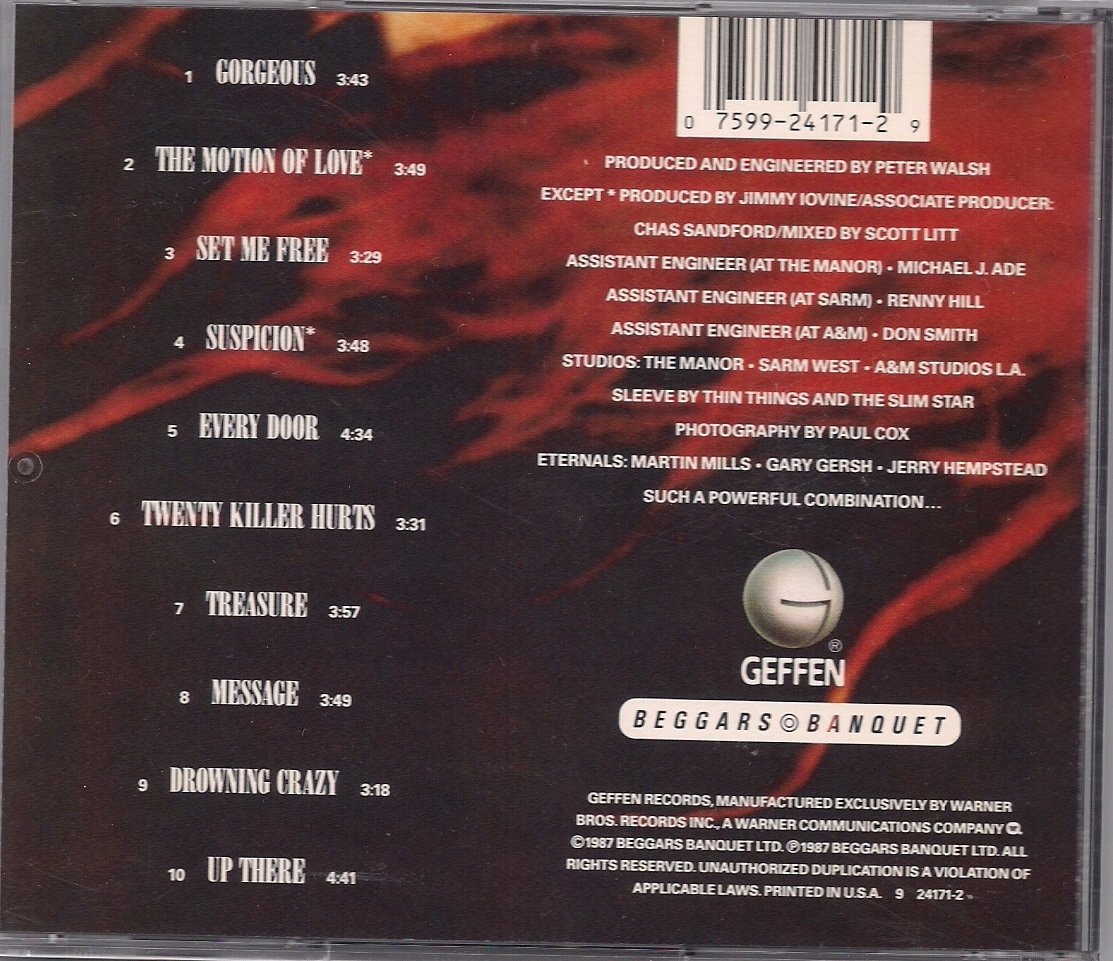 1 GORGEOUS 3:43
2 THE MOTION OF LOVE* 3:49
3 SET ME FREE 3:29
4 SUSPICION* 3:48
5 EVERY DOOR 4:34
6 TWENTY KILLER HURTS 3:31
7 TREASURE 3:57
8 MESSAGE 3:49
9 DROWNING CRAZY 3:18
10 UP THERE 4:41
0 7599-24171-2 9
PRODUCED AND ENGINEERED BY PETER WALSH
EXCEPT * PRODUCED BY JIMMY IOVINE/ASSOCIATE PRODUCER:
CHAS SANDFORD/MIXED BY SCOTT LITT
ASSISTANT ENGINEER (AT THE MANOR) • MICHAEL J. ADE
ASSISTANT ENGINEER (AT SARM) • RENNY HILL
ASSISTANT ENGINEER (AT A&M) • DON SMITH
STUDIOS: THE MANOR • SARM WEST • A&M STUDIOS L.A.
SLEEVE BY THIN THINGS AND THE SLIM STAR
PHOTOGRAPHY BY PAUL COX
ETERNALS: MARTIN MILLS • GARY GERSH • JERRY HEMPSTEAD
SUCH A POWERFUL COMBINATION...
®
GEFFEN
BEGGARS BANQUET
GEFFEN RECORDS, MANUFACTURED EXCLUSIVELY BY WARNER
BROS. RECORDS INC., A WARNER COMMUNICATIONS COMPANY
©1987 BEGGARS BANQUET LTD. ℗1987 BEGGARS BANQUET LTD. ALL
RIGHTS RESERVED. UNAUTHORIZED DUPLICATION IS A VIOLATION OF
APPLICABLE LAWS. PRINTED IN U.S.A. 9 24171-2